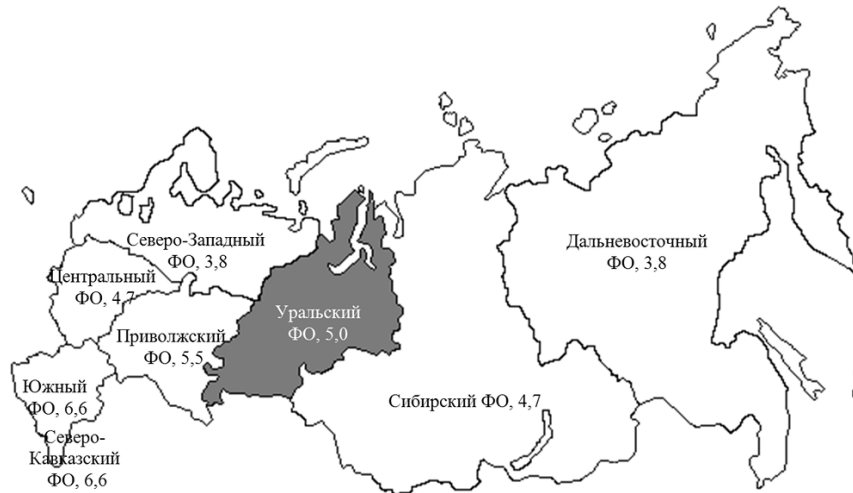 Северо-Западный
ФО, 3,8
Центральный
ФО, 4,7
Приволжский
ФО, 5,5
Уральский
ФО, 5,0
Дальневосточный
ФО, 3,8
Южный
ФО, 6,6
Северо-
Кавказский
ФО, 6,6
Сибирский ФО, 4,7